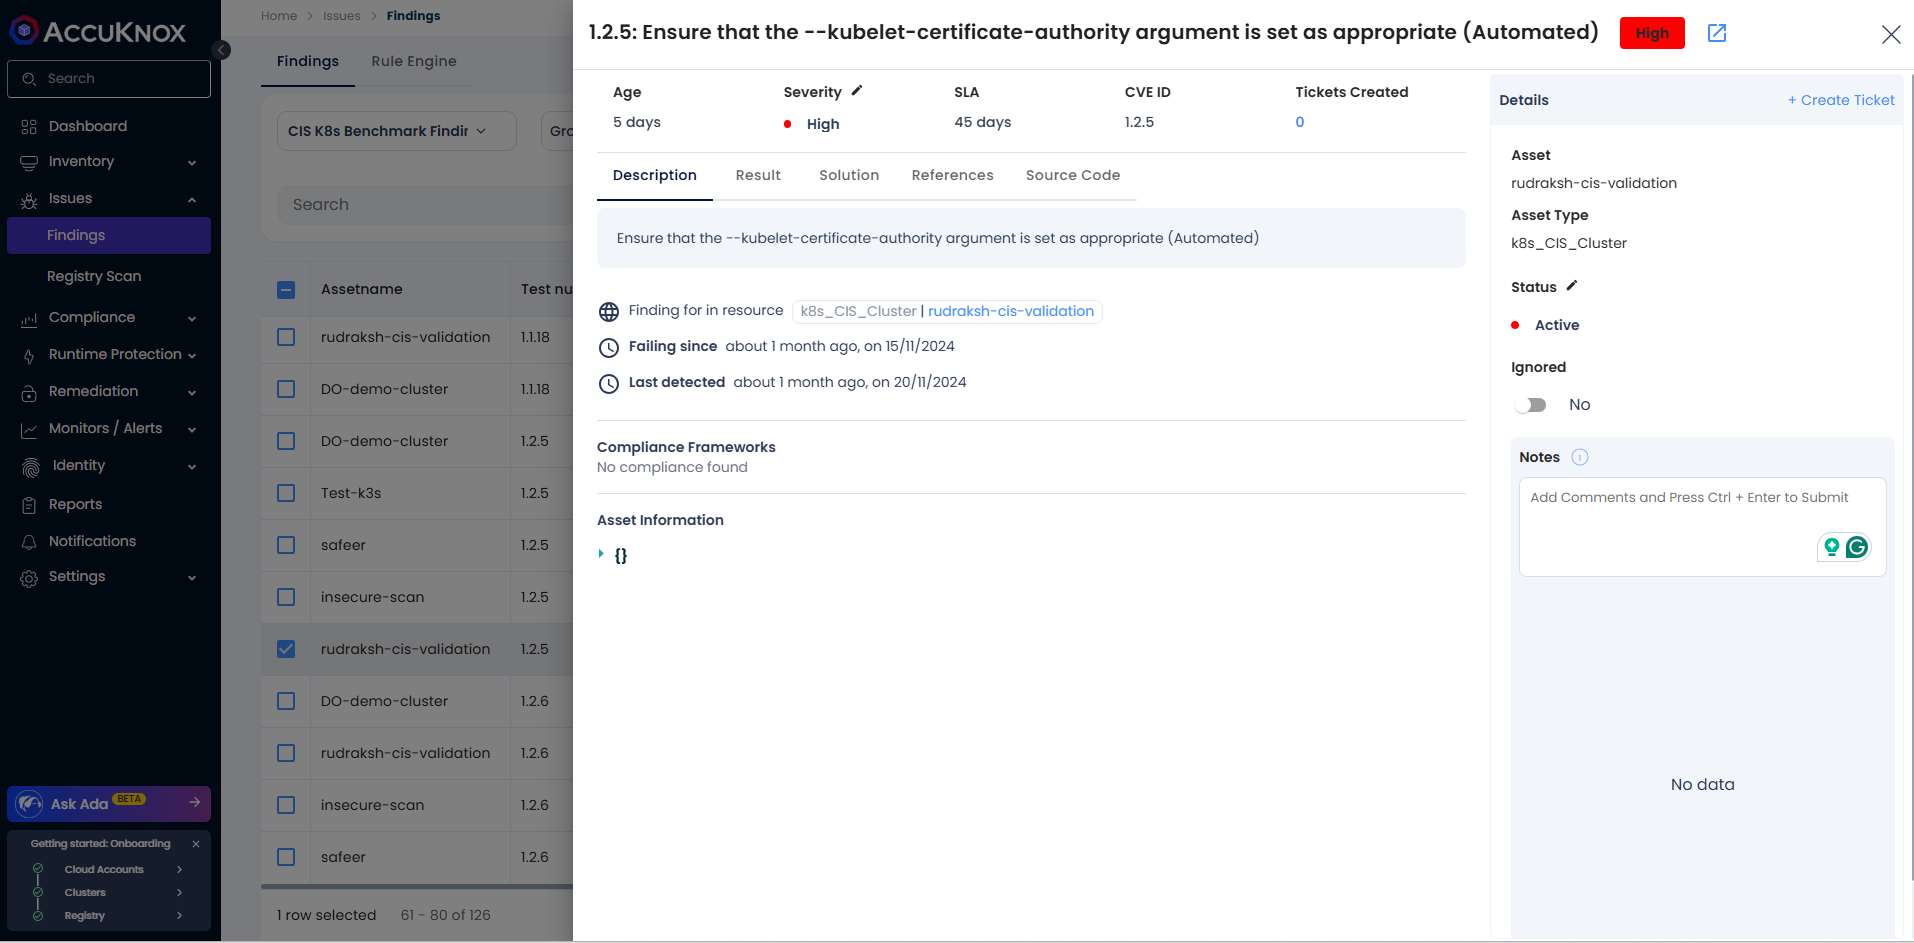 ACCUKNOX
Search
Dashboard
Inventory
Issues
Findings
Registry Scan
Compliance
Runtime Protection
Remediation
Monitors / Alerts
Identity
Reports
Notifications
Settings
Ask Ada BETA
Getting started: Onboarding
Cloud Accounts
Clusters
Registry
Home > Issues > Findings
Findings Rule Engine
CIS K8s Benchmark Findir Gro
Search
Assetname Test nu
rudraksh-cis-validation 1.1.18
DO-demo-cluster 1.1.18
DO-demo-cluster 1.2.5
Test-k3s 1.2.5
safeer 1.2.5
insecure-scan 1.2.5
rudraksh-cis-validation 1.2.5
DO-demo-cluster 1.2.6
rudraksh-cis-validation 1.2.6
insecure-scan 1.2.6
safeer 1.2.6
1 row selected 61 - 80 of 126
1.2.5: Ensure that the --kubelet-certificate-authority argument is set as appropriate (Automated) High
Age Severity SLA CVE ID Tickets Created
5 days High 45 days 1.2.5 0
Description Result Solution References Source Code
Ensure that the --kubelet-certificate-authority argument is set as appropriate (Automated)
Finding for in resource k8s_CIS_Cluster | rudraksh-cis-validation
Failing since about 1 month ago, on 15/11/2024
Last detected about 1 month ago, on 20/11/2024
Compliance Frameworks
No compliance found
Asset Information
{}
Details + Create Ticket
Asset
rudraksh-cis-validation
Asset Type
k8s_CIS_Cluster
Status
Active
Ignored
No
Notes
Add Comments and Press Ctrl + Enter to Submit
No data